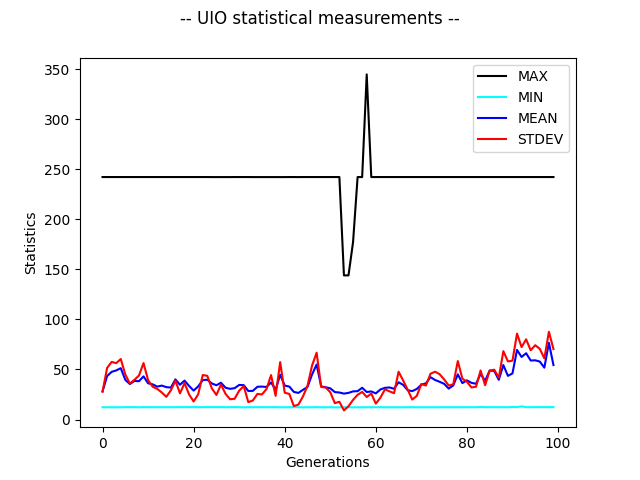 -- UIO statistical measurements --
MAX
MIN
MEAN
STDEV
Statistics
350
300
250
200
150
100
50
0
0 20 40 60 80 100
Generations